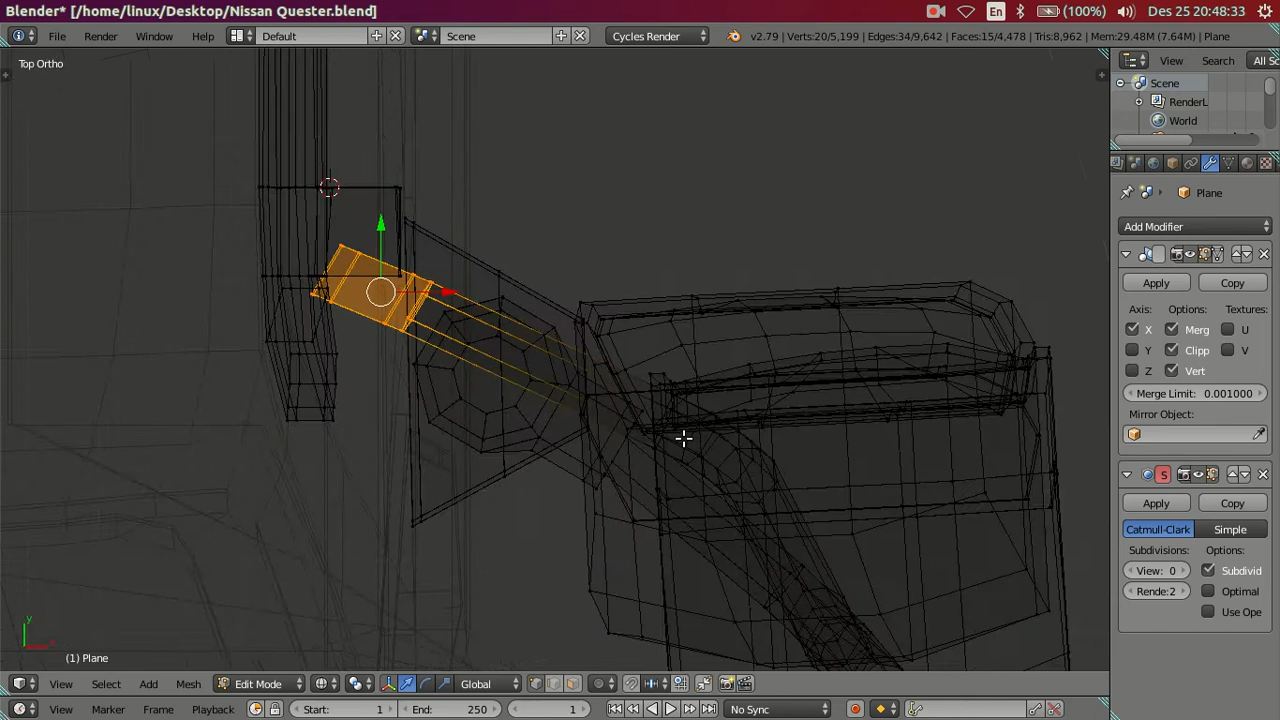 Blender* [/home/linux/Desktop/Nissan Quester.blend]
En
(100%)
Des 25 20:48:33
File
Render
Window
Help
Default
Scene
Cycles Render
v2.79 | Verts:20/5,199 | Edges:34/9,642 | Faces:15/4,478 | Tris:8,962 | Mem:29.48M (7.64M) | Plane
Top Ortho
View
Search
All Sc
Scene
RenderL
World
Plane
Add Modifier
Apply
Copy
Axis:
Options:
X
Merg
U
Y
Clipp
V
Z
Vert
Merge Limit: 0.001000
Mirror Object:
S
Apply
Copy
Catmull-Clark
Simple
Subdivisions:
Options:
View: 0
Subdivid
Rende:2
Optimal
Use Ope
y
x
(1) Plane
View
Select
Add
Mesh
Edit Mode
Global
View
Marker
Frame
Playback
Start:
1
End:
250
1
No Sync